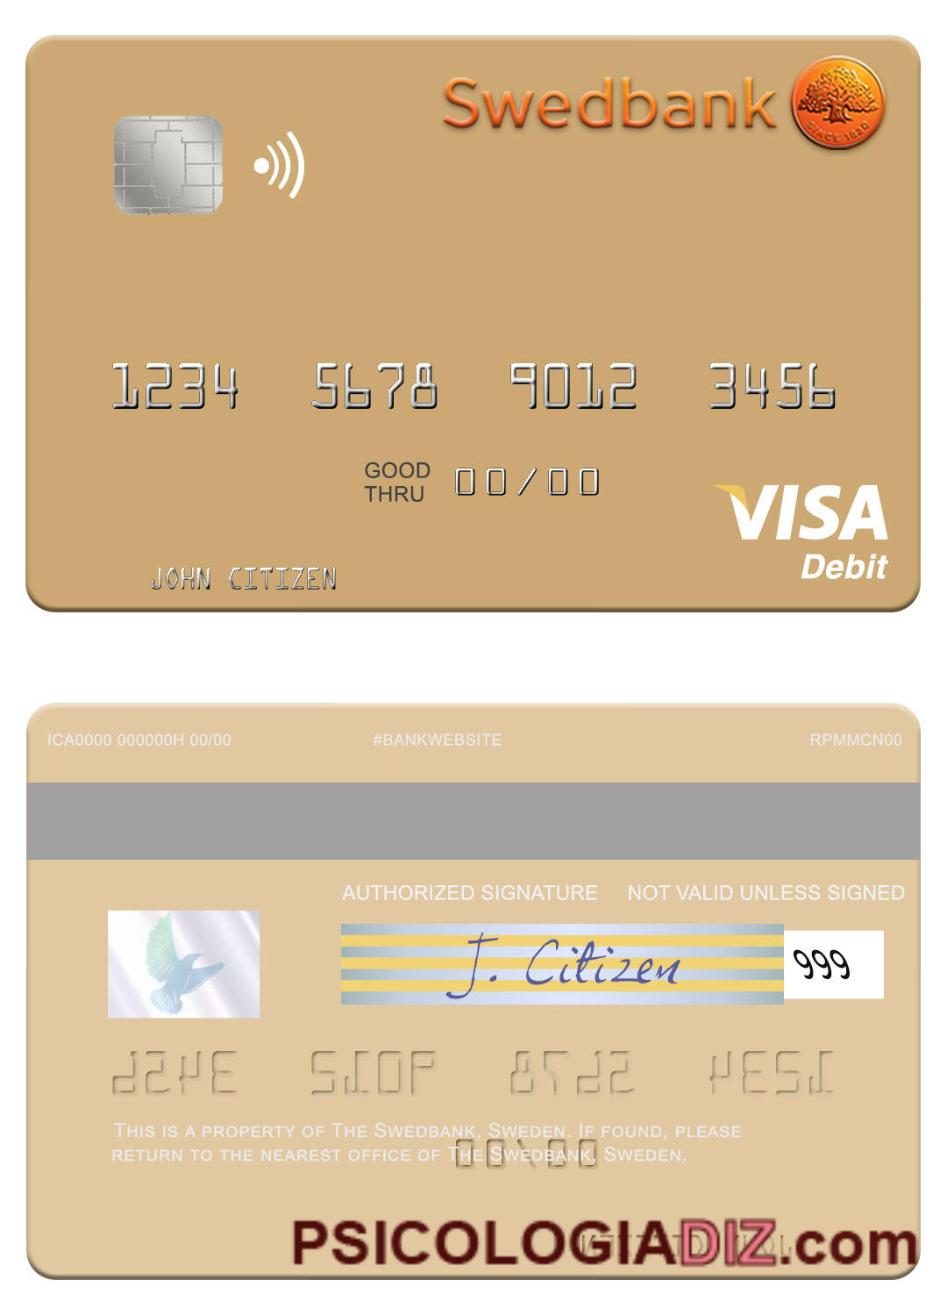 Swedbank
SINCE 1820
1234 5678 9012 3456
GOOD THRU 00/00
VISA
Debit
JOHN CITIZEN
ICA0000 000000H 00/00 #BANKWEBSITE RPMMCN00
AUTHORIZED SIGNATURE NOT VALID UNLESS SIGNED
J. Citizen 999
THIS IS A PROPERTY OF THE SWEDBANK, SWEDEN. IF FOUND, PLEASE
RETURN TO THE NEAREST OFFICE OF THE SWEDBANK, SWEDEN.
PSICOLOGIADIZ.com